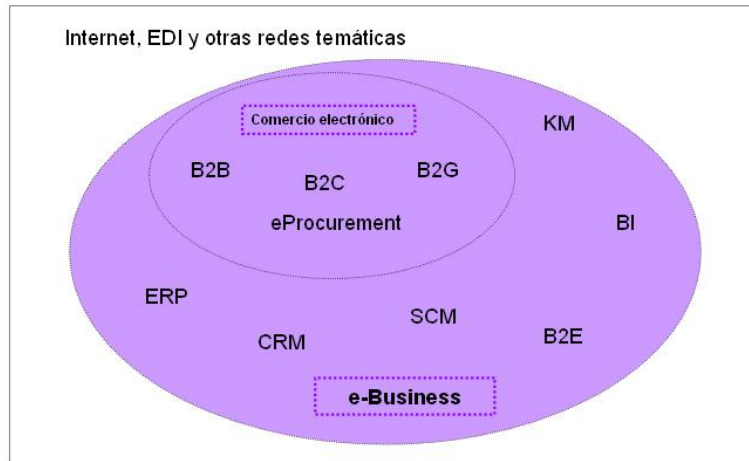 Internet, EDI y otras redes temáticas
Comercio electrónico
KM
B2B
B2C
B2G
eProcurement
BI
ERP
CRM
SCM
B2E
e-Business